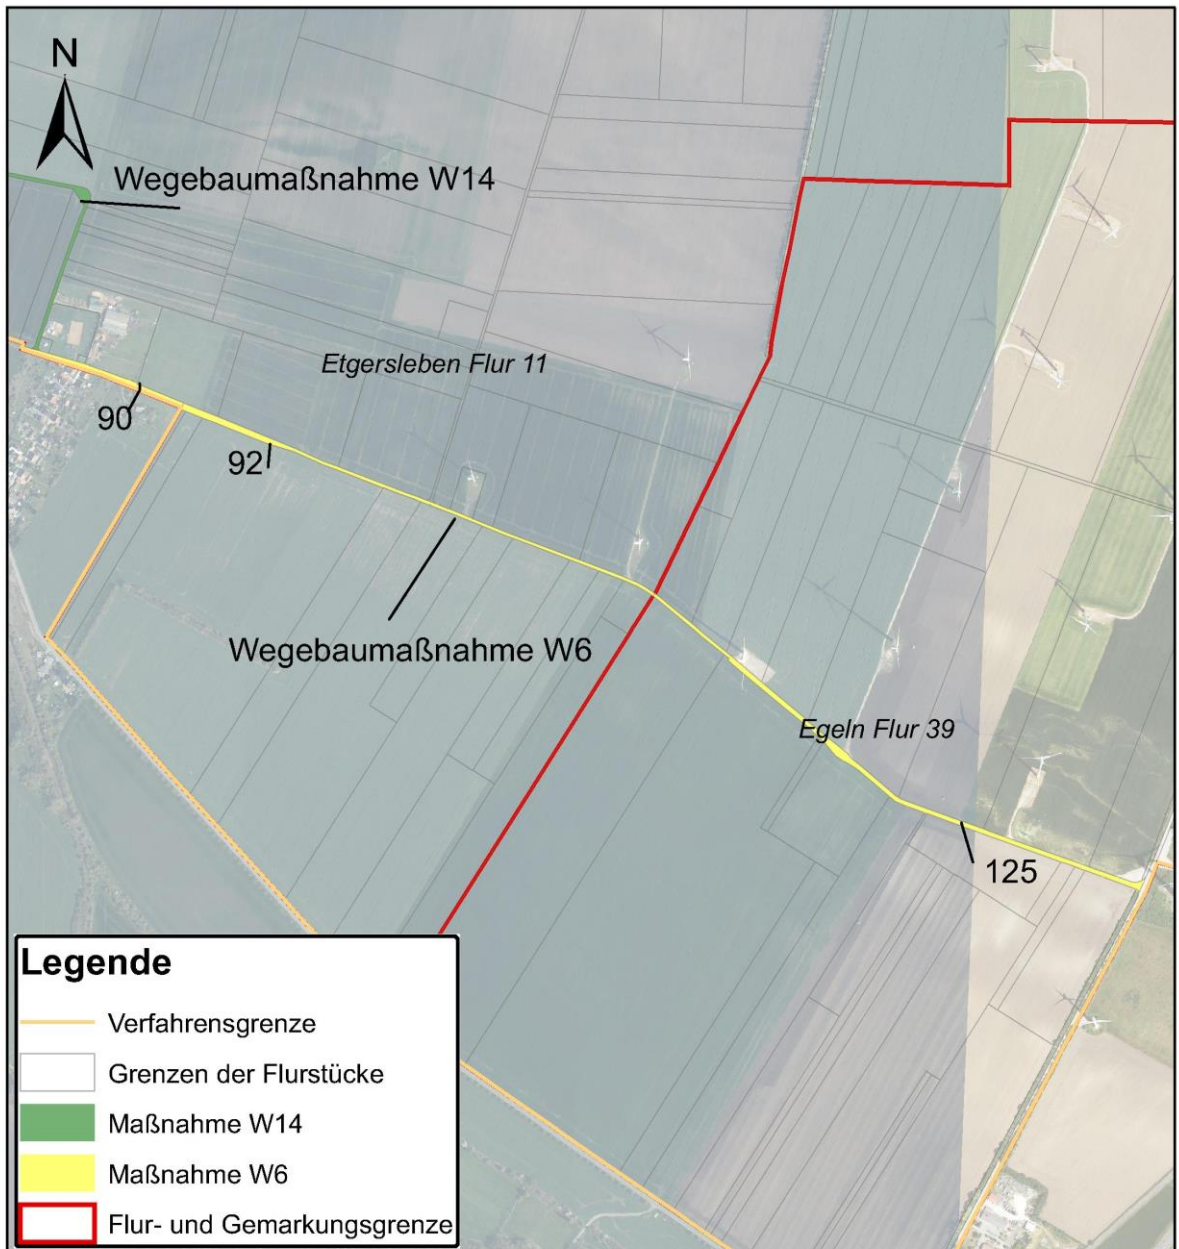 N
Wegebaumaßnahme W14
Etgersleben Flur 11
90
92
Wegebaumaßnahme W6
Egeln Flur 39
125
Legende
Verfahrensgrenze
Grenzen der Flurstücke
Maßnahme W14
Maßnahme W6
Flur- und Gemarkungsgrenze